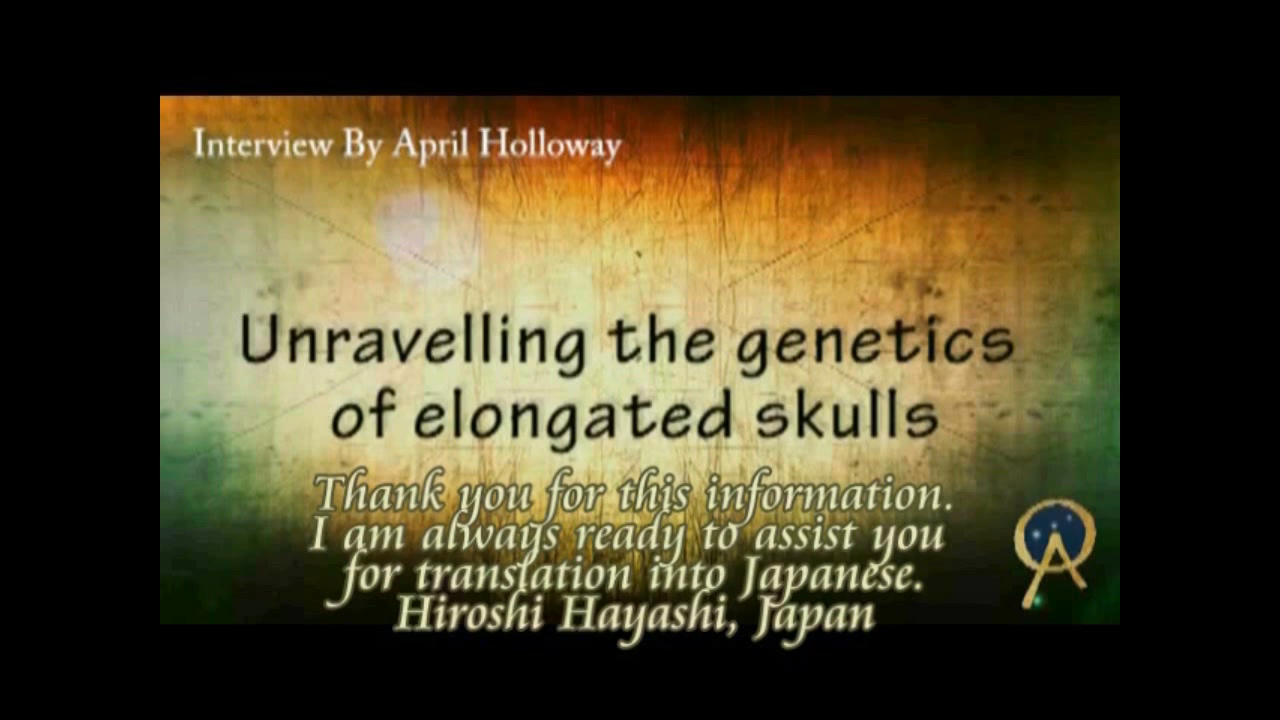 Interview By April Holloway
Unravelling the genetics
of elongated skulls
Thank you for this information.
I am always ready to assist you
for translation into Japanese.
Hiroshi Hayashi, Japan